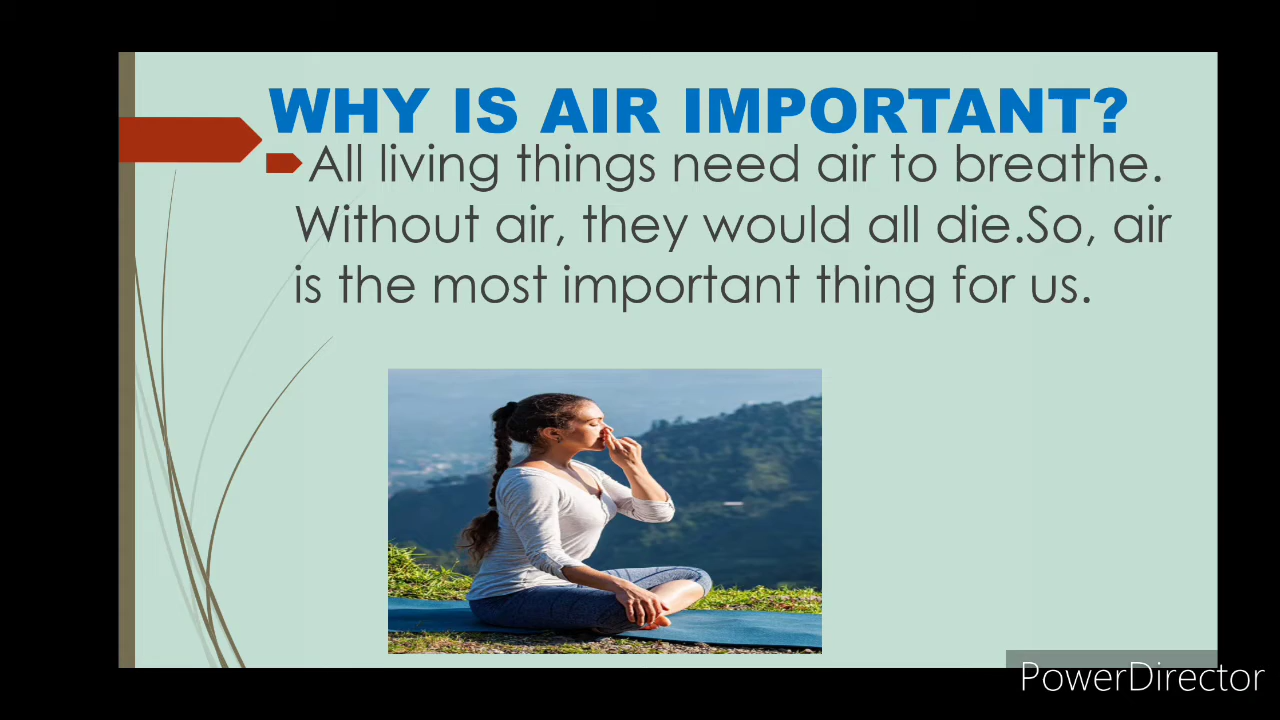 WHY IS AIR IMPORTANT?
All living things need air to breathe.
Without air, they would all die.So, air
is the most important thing for us.
PowerDirector